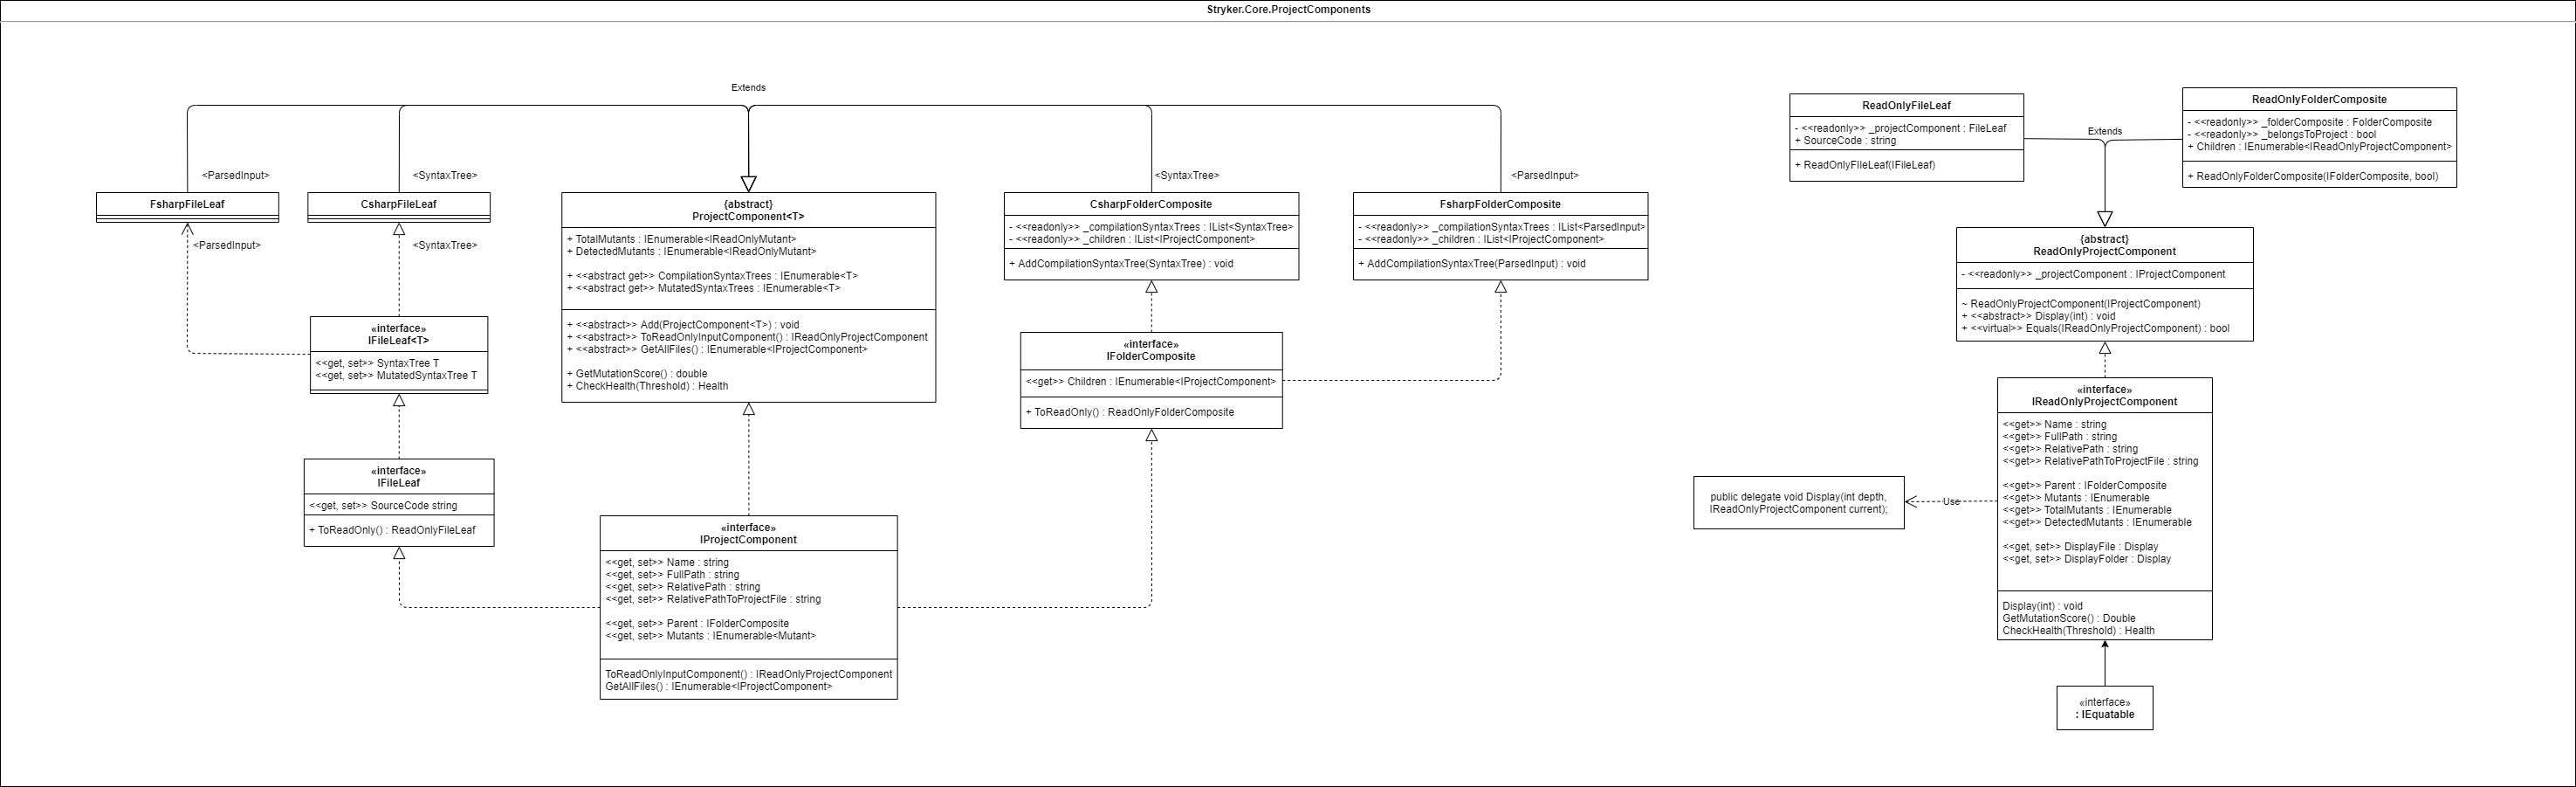 Stryker.Core.ProjectComponents
Extends
<ParsedInput>
<SyntaxTree>
<SyntaxTree>
<ParsedInput>
FsharpFileLeaf
CsharpFileLeaf
<ParsedInput>
<SyntaxTree>
«interface»
IFileLeaf<T>
<<get, set>> SyntaxTree T
<<get, set>> MutatedSyntaxTree T
«interface»
IFileLeaf
<<get, set>> SourceCode string
+ ToReadOnly() : ReadOnlyFileLeaf
{abstract}
ProjectComponent<T>
+ TotalMutants : IEnumerable<IReadOnlyMutant>
+ DetectedMutants : IEnumerable<IReadOnlyMutant>
+ <<abstract get>> CompilationSyntaxTrees : IEnumerable<T>
+ <<abstract get>> MutatedSyntaxTrees : IEnumerable<T>
+ <<abstract>> Add(ProjectComponent<T>) : void
+ <<abstract>> ToReadOnlyInputComponent() : IReadOnlyProjectComponent
+ <<abstract>> GetAllFiles() : IEnumerable<IProjectComponent>
+ GetMutationScore() : double
+ CheckHealth(Threshold) : Health
«interface»
IProjectComponent
<<get, set>> Name : string
<<get, set>> FullPath : string
<<get, set>> RelativePath : string
<<get, set>> RelativePathToProjectFile : string
<<get, set>> Parent : IFolderComposite
<<get, set>> Mutants : IEnumerable<Mutant>
ToReadOnlyInputComponent() : IReadOnlyProjectComponent
GetAllFiles() : IEnumerable<IProjectComponent>
CsharpFolderComposite
- <<readonly>> _compilationSyntaxTrees : IList<SyntaxTree>
- <<readonly>> _children : IList<IProjectComponent>
+ AddCompilationSyntaxTree(SyntaxTree) : void
FsharpFolderComposite
- <<readonly>> _compilationSyntaxTrees : IList<ParsedInput>
- <<readonly>> _children : IList<IProjectComponent>
+ AddCompilationSyntaxTree(ParsedInput) : void
«interface»
IFolderComposite
<<get>> Children : IEnumerable<IProjectComponent>
+ ToReadOnly() : ReadOnlyFolderComposite
ReadOnlyFileLeaf
- <<readonly>> _projectComponent : FileLeaf
+ SourceCode : string
+ ReadOnlyFIleLeaf(IFileLeaf)
Extends
ReadOnlyFolderComposite
- <<readonly>> _folderComposite : FolderComposite
- <<readonly>> _belongsToProject : bool
+ Children : IEnumerable<IReadOnlyProjectComponent>
+ ReadOnlyFolderComposite(IFolderComposite, bool)
{abstract}
ReadOnlyProjectComponent
- <<readonly>> _projectComponent : IProjectComponent
~ ReadOnlyProjectComponent(IProjectComponent)
+ <<abstract>> Display(int) : void
+ <<virtual>> Equals(IReadOnlyProjectComponent) : bool
«interface»
IReadOnlyProjectComponent
<<get>> Name : string
<<get>> FullPath : string
<<get>> RelativePath : string
<<get>> RelativePathToProjectFile : string
<<get>> Parent : IFolderComposite
<<get>> Mutants : IEnumerable
<<get>> TotalMutants : IEnumerable
<<get>> DetectedMutants : IEnumerable
<<get, set>> DisplayFile : Display
<<get, set>> DisplayFolder : Display
Display(int) : void
GetMutationScore() : Double
CheckHealth(Threshold) : Health
public delegate void Display(int depth,
IReadOnlyProjectComponent current);
Use
«interface»
: IEquatable